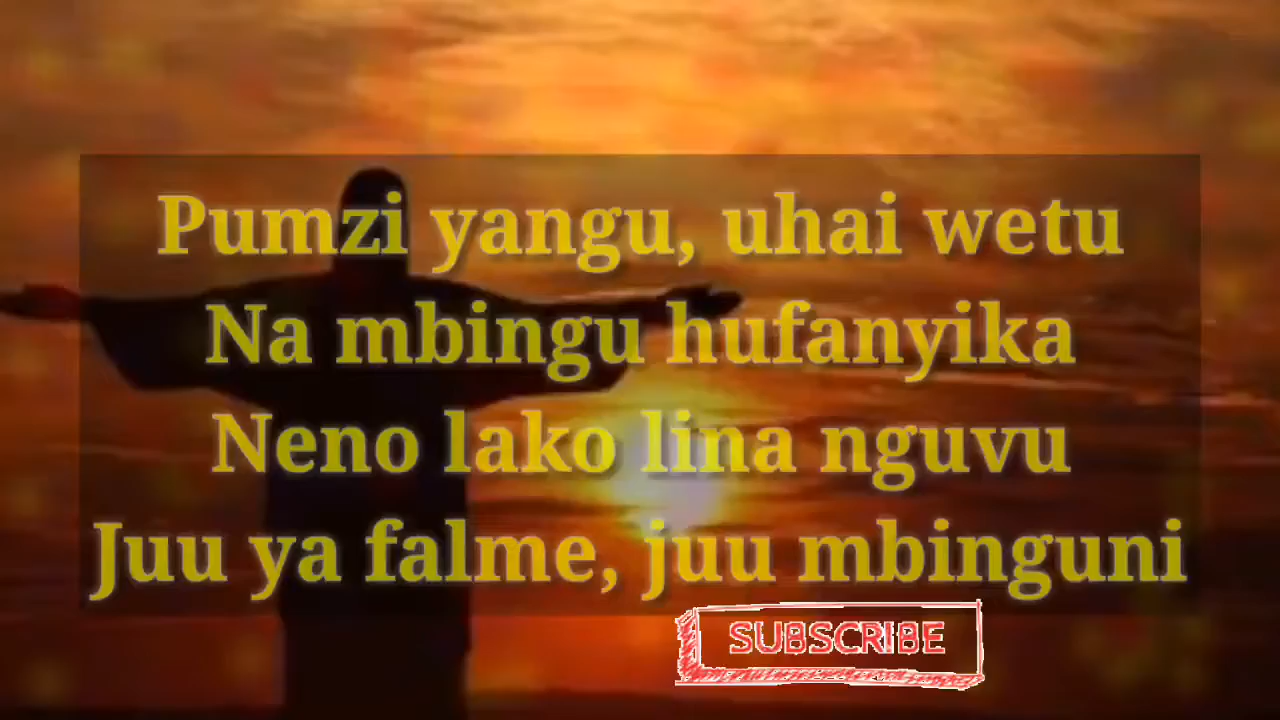 Pumzi yangu, uhai wetu
Na mbingu hufanyika
Neno lako lina nguvu
Juu ya falme, juu mbinguni
SUBSCRIBE